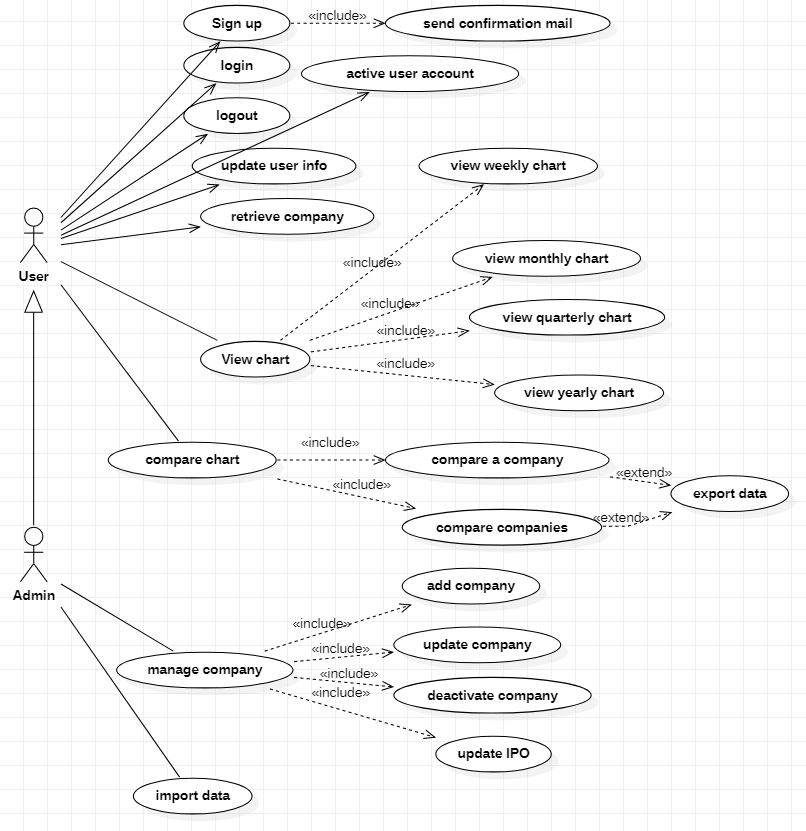 Sign up
«include»
send confirmation mail
login
active user account
logout
update user info
view weekly chart
retrieve company
User
«include»
view monthly chart
«include»
view quarterly chart
«include»
View chart
«include»
view yearly chart
compare chart
«include»
compare a company
«extend»
export data
«include»
compare companies
«extend»
Admin
add company
«include»
manage company
«include»
update company
«include»
deactivate company
«include»
update IPO
import data